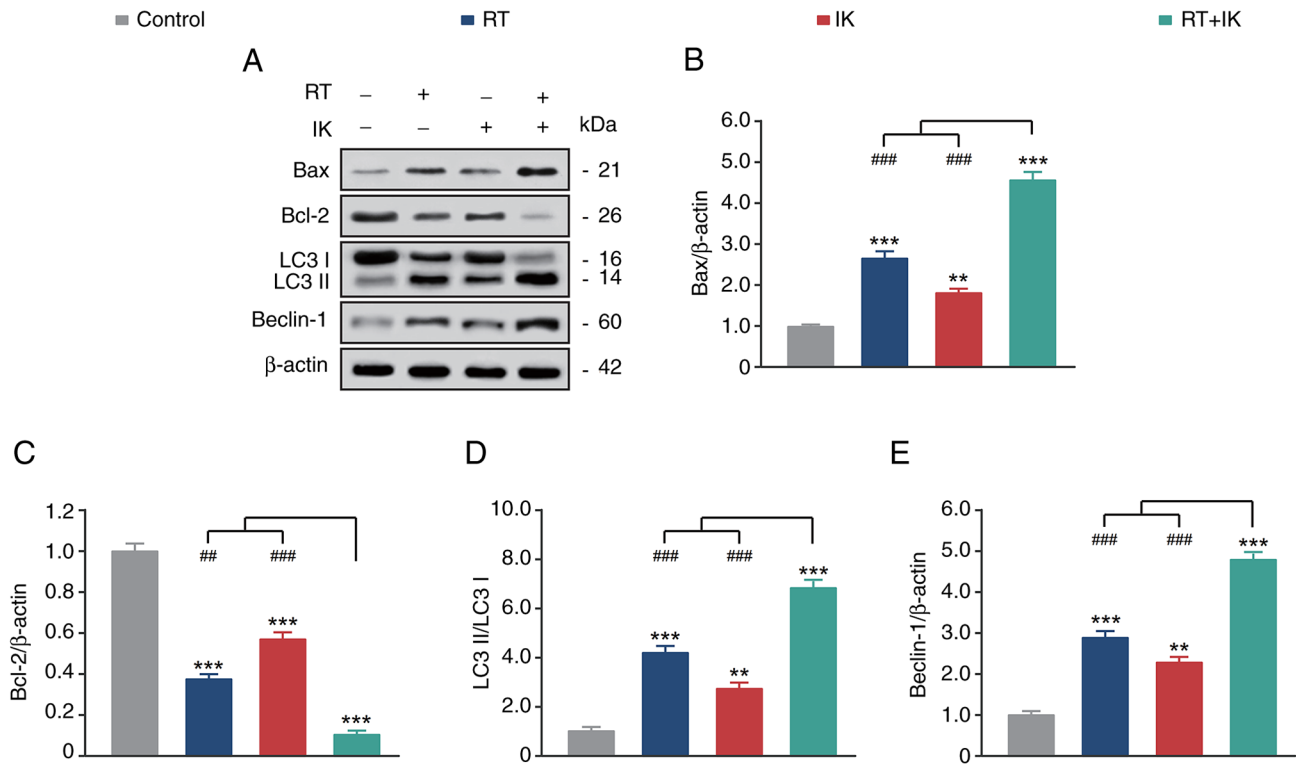 Control RT IK RT+IK
A
RT – + – +
IK – – + + kDa
Bax - 21
Bcl-2 - 26
LC3 I - 16
LC3 II - 14
Beclin-1 - 60
β-actin - 42
B
Bax/β-actin
6.0
5.0
4.0
3.0
2.0
1.0
0
### ###
***
***
**
C
Bcl-2/β-actin
1.2
1.0
0.8
0.6
0.4
0.2
0
## ###
***
***
***
D
LC3 II/LC3 I
10.0
8.0
6.0
4.0
2.0
0
### ###
***
***
**
E
Beclin-1/β-actin
6.0
5.0
4.0
3.0
2.0
1.0
0
### ###
***
***
**